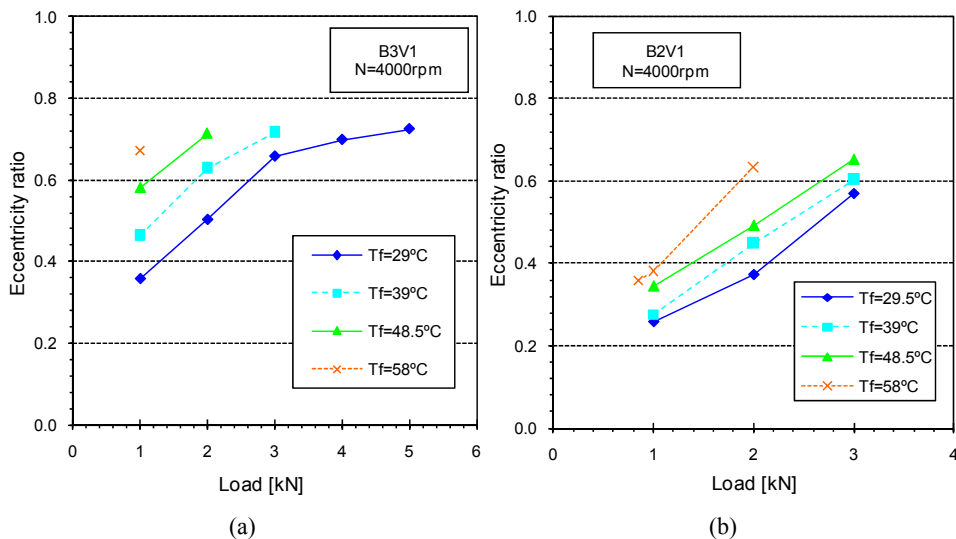 B3V1
N=4000rpm
1.0
0.8
0.6
0.4
0.2
0.0
Eccentricity ratio
0
1
2
3
4
5
6
Load [kN]
Tf=29ºC
Tf=39ºC
Tf=48.5ºC
Tf=58ºC
(a)
B2V1
N=4000rpm
1.0
0.8
0.6
0.4
0.2
0.0
Eccentricity ratio
0
1
2
3
4
Load [kN]
Tf=29.5ºC
Tf=39ºC
Tf=48.5ºC
Tf=58ºC
(b)